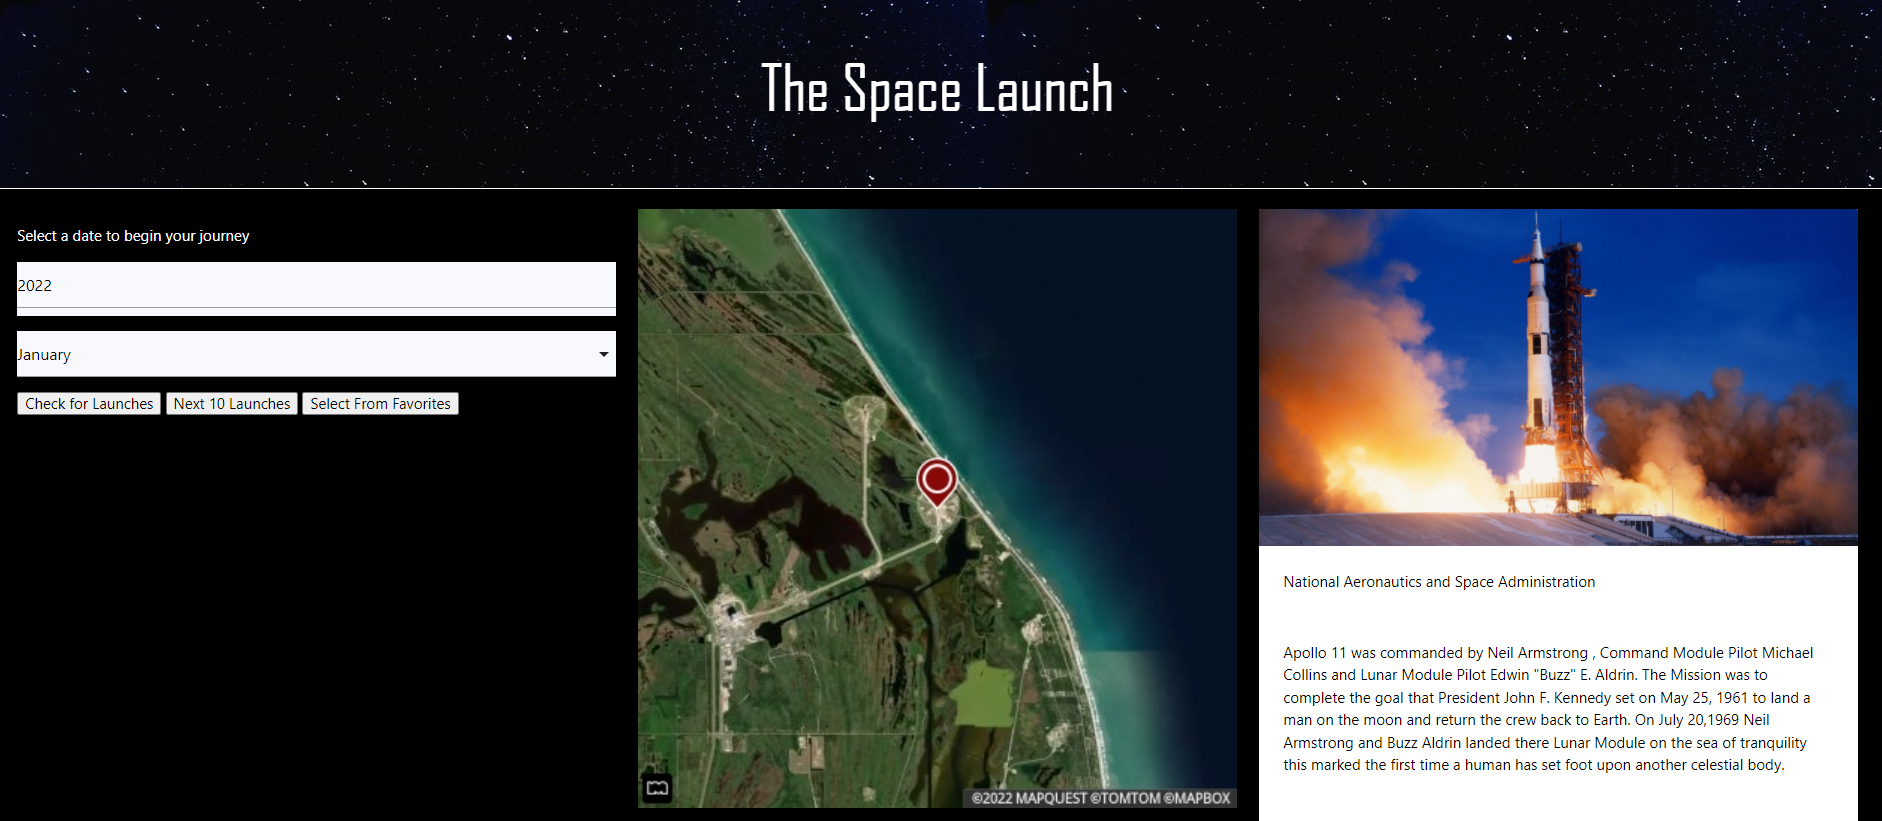 The Space Launch
Select a date to begin your journey
2022
January
Check for Launches
Next 10 Launches
Select From Favorites
©2022 MAPQUEST ©TOMTOM ©MAPBOX
National Aeronautics and Space Administration
Apollo 11 was commanded by Neil Armstrong , Command Module Pilot Michael
Collins and Lunar Module Pilot Edwin "Buzz" E. Aldrin. The Mission was to
complete the goal that President John F. Kennedy set on May 25, 1961 to land a
man on the moon and return the crew back to Earth. On July 20,1969 Neil
Armstrong and Buzz Aldrin landed there Lunar Module on the sea of tranquility
this marked the first time a human has set foot upon another celestial body.